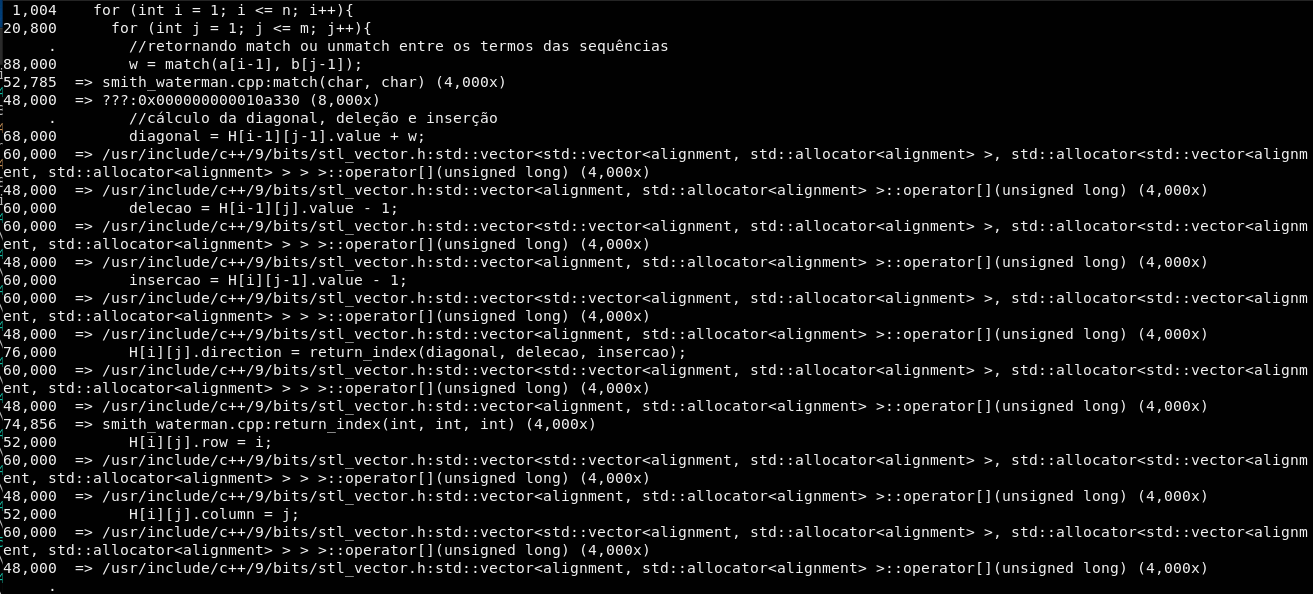 1,004    for (int i = 1; i <= n; i++){
20,800      for (int j = 1; j <= m; j++){
.        //retornando match ou unmatch entre os termos das sequências
88,000        w = match(a[i-1], b[j-1]);
52,785  => smith_waterman.cpp:match(char, char) (4,000x)
48,000  => ???:0x000000000010a330 (8,000x)
.        //cálculo da diagonal, deleção e inserção
68,000        diagonal = H[i-1][j-1].value + w;
60,000  => /usr/include/c++/9/bits/stl_vector.h:std::vector<std::vector<alignment, std::allocator<alignment> >, std::allocator<std::vector<alignm
ent, std::allocator<alignment> > > >::operator[](unsigned long) (4,000x)
48,000  => /usr/include/c++/9/bits/stl_vector.h:std::vector<alignment, std::allocator<alignment> >::operator[](unsigned long) (4,000x)
60,000        delecao = H[i-1][j].value - 1;
60,000  => /usr/include/c++/9/bits/stl_vector.h:std::vector<std::vector<alignment, std::allocator<alignment> >, std::allocator<std::vector<alignm
ent, std::allocator<alignment> > > >::operator[](unsigned long) (4,000x)
48,000  => /usr/include/c++/9/bits/stl_vector.h:std::vector<alignment, std::allocator<alignment> >::operator[](unsigned long) (4,000x)
60,000        insercao = H[i][j-1].value - 1;
60,000  => /usr/include/c++/9/bits/stl_vector.h:std::vector<std::vector<alignment, std::allocator<alignment> >, std::allocator<std::vector<alignm
ent, std::allocator<alignment> > > >::operator[](unsigned long) (4,000x)
48,000  => /usr/include/c++/9/bits/stl_vector.h:std::vector<alignment, std::allocator<alignment> >::operator[](unsigned long) (4,000x)
76,000        H[i][j].direction = return_index(diagonal, delecao, insercao);
60,000  => /usr/include/c++/9/bits/stl_vector.h:std::vector<std::vector<alignment, std::allocator<alignment> >, std::allocator<std::vector<alignm
ent, std::allocator<alignment> > > >::operator[](unsigned long) (4,000x)
48,000  => /usr/include/c++/9/bits/stl_vector.h:std::vector<alignment, std::allocator<alignment> >::operator[](unsigned long) (4,000x)
74,856  => smith_waterman.cpp:return_index(int, int, int) (4,000x)
52,000        H[i][j].row = i;
60,000  => /usr/include/c++/9/bits/stl_vector.h:std::vector<std::vector<alignment, std::allocator<alignment> >, std::allocator<std::vector<alignm
ent, std::allocator<alignment> > > >::operator[](unsigned long) (4,000x)
48,000  => /usr/include/c++/9/bits/stl_vector.h:std::vector<alignment, std::allocator<alignment> >::operator[](unsigned long) (4,000x)
52,000        H[i][j].column = j;
60,000  => /usr/include/c++/9/bits/stl_vector.h:std::vector<std::vector<alignment, std::allocator<alignment> >, std::allocator<std::vector<alignm
ent, std::allocator<alignment> > > >::operator[](unsigned long) (4,000x)
48,000  => /usr/include/c++/9/bits/stl_vector.h:std::vector<alignment, std::allocator<alignment> >::operator[](unsigned long) (4,000x)
.